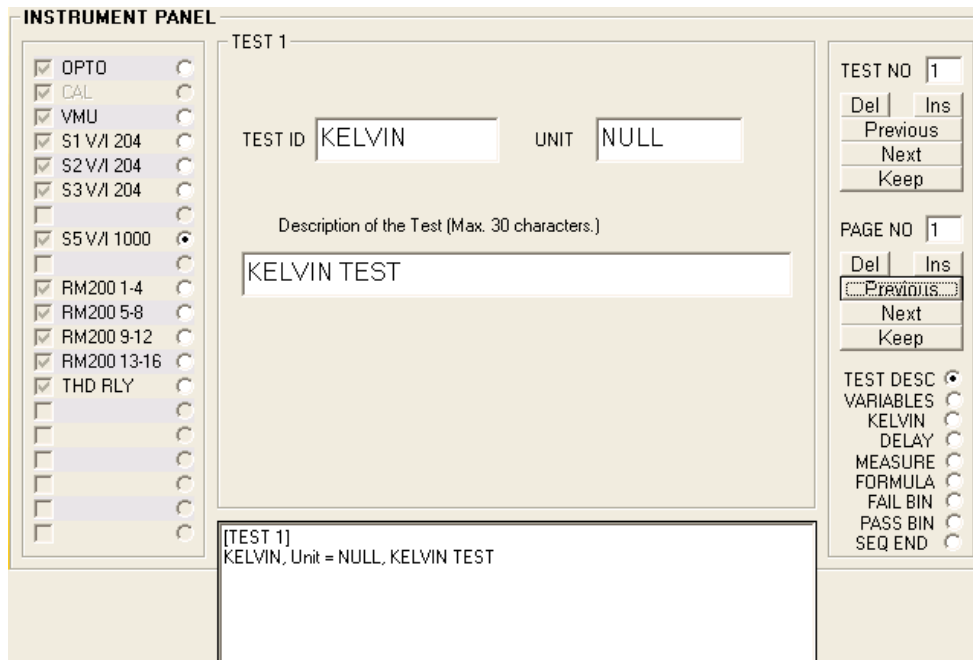 INSTRUMENT PANEL
OPTO
CAL
VMU
S1 V/I 204
S2 V/I 204
S3 V/I 204
S5 V/I 1000
RM200 1-4
RM200 5-8
RM200 9-12
RM200 13-16
THD RLY
TEST 1
TEST ID KELVIN UNIT NULL
Description of the Test (Max. 30 characters.)
KELVIN TEST
[TEST 1]
KELVIN, Unit = NULL, KELVIN TEST
TEST NO 1
Del Ins
Previous
Next
Keep
PAGE NO 1
Del Ins
Previous
Next
Keep
TEST DESC
VARIABLES
KELVIN
DELAY
MEASURE
FORMULA
FAIL BIN
PASS BIN
SEQ END